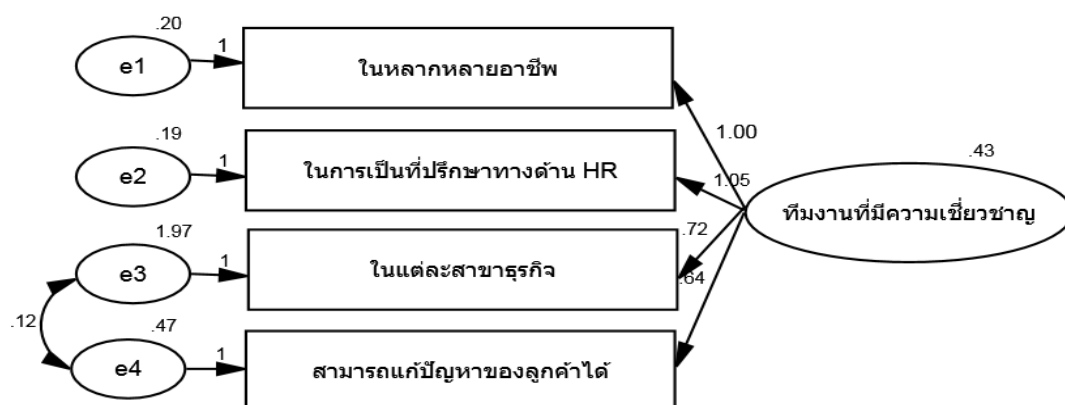 .20
e1
1
ในหลากหลายอาชีพ
1.00
.19
e2
1
ในการเป็นที่ปรึกษาทางด้าน HR
1.05
.43
ทีมงานที่มีความเชี่ยวชาญ
1.97
e3
1
ในแต่ละสาขาธุรกิจ
.72
.12
.47
e4
1
สามารถแก้ปัญหาของลูกค้าได้
.64